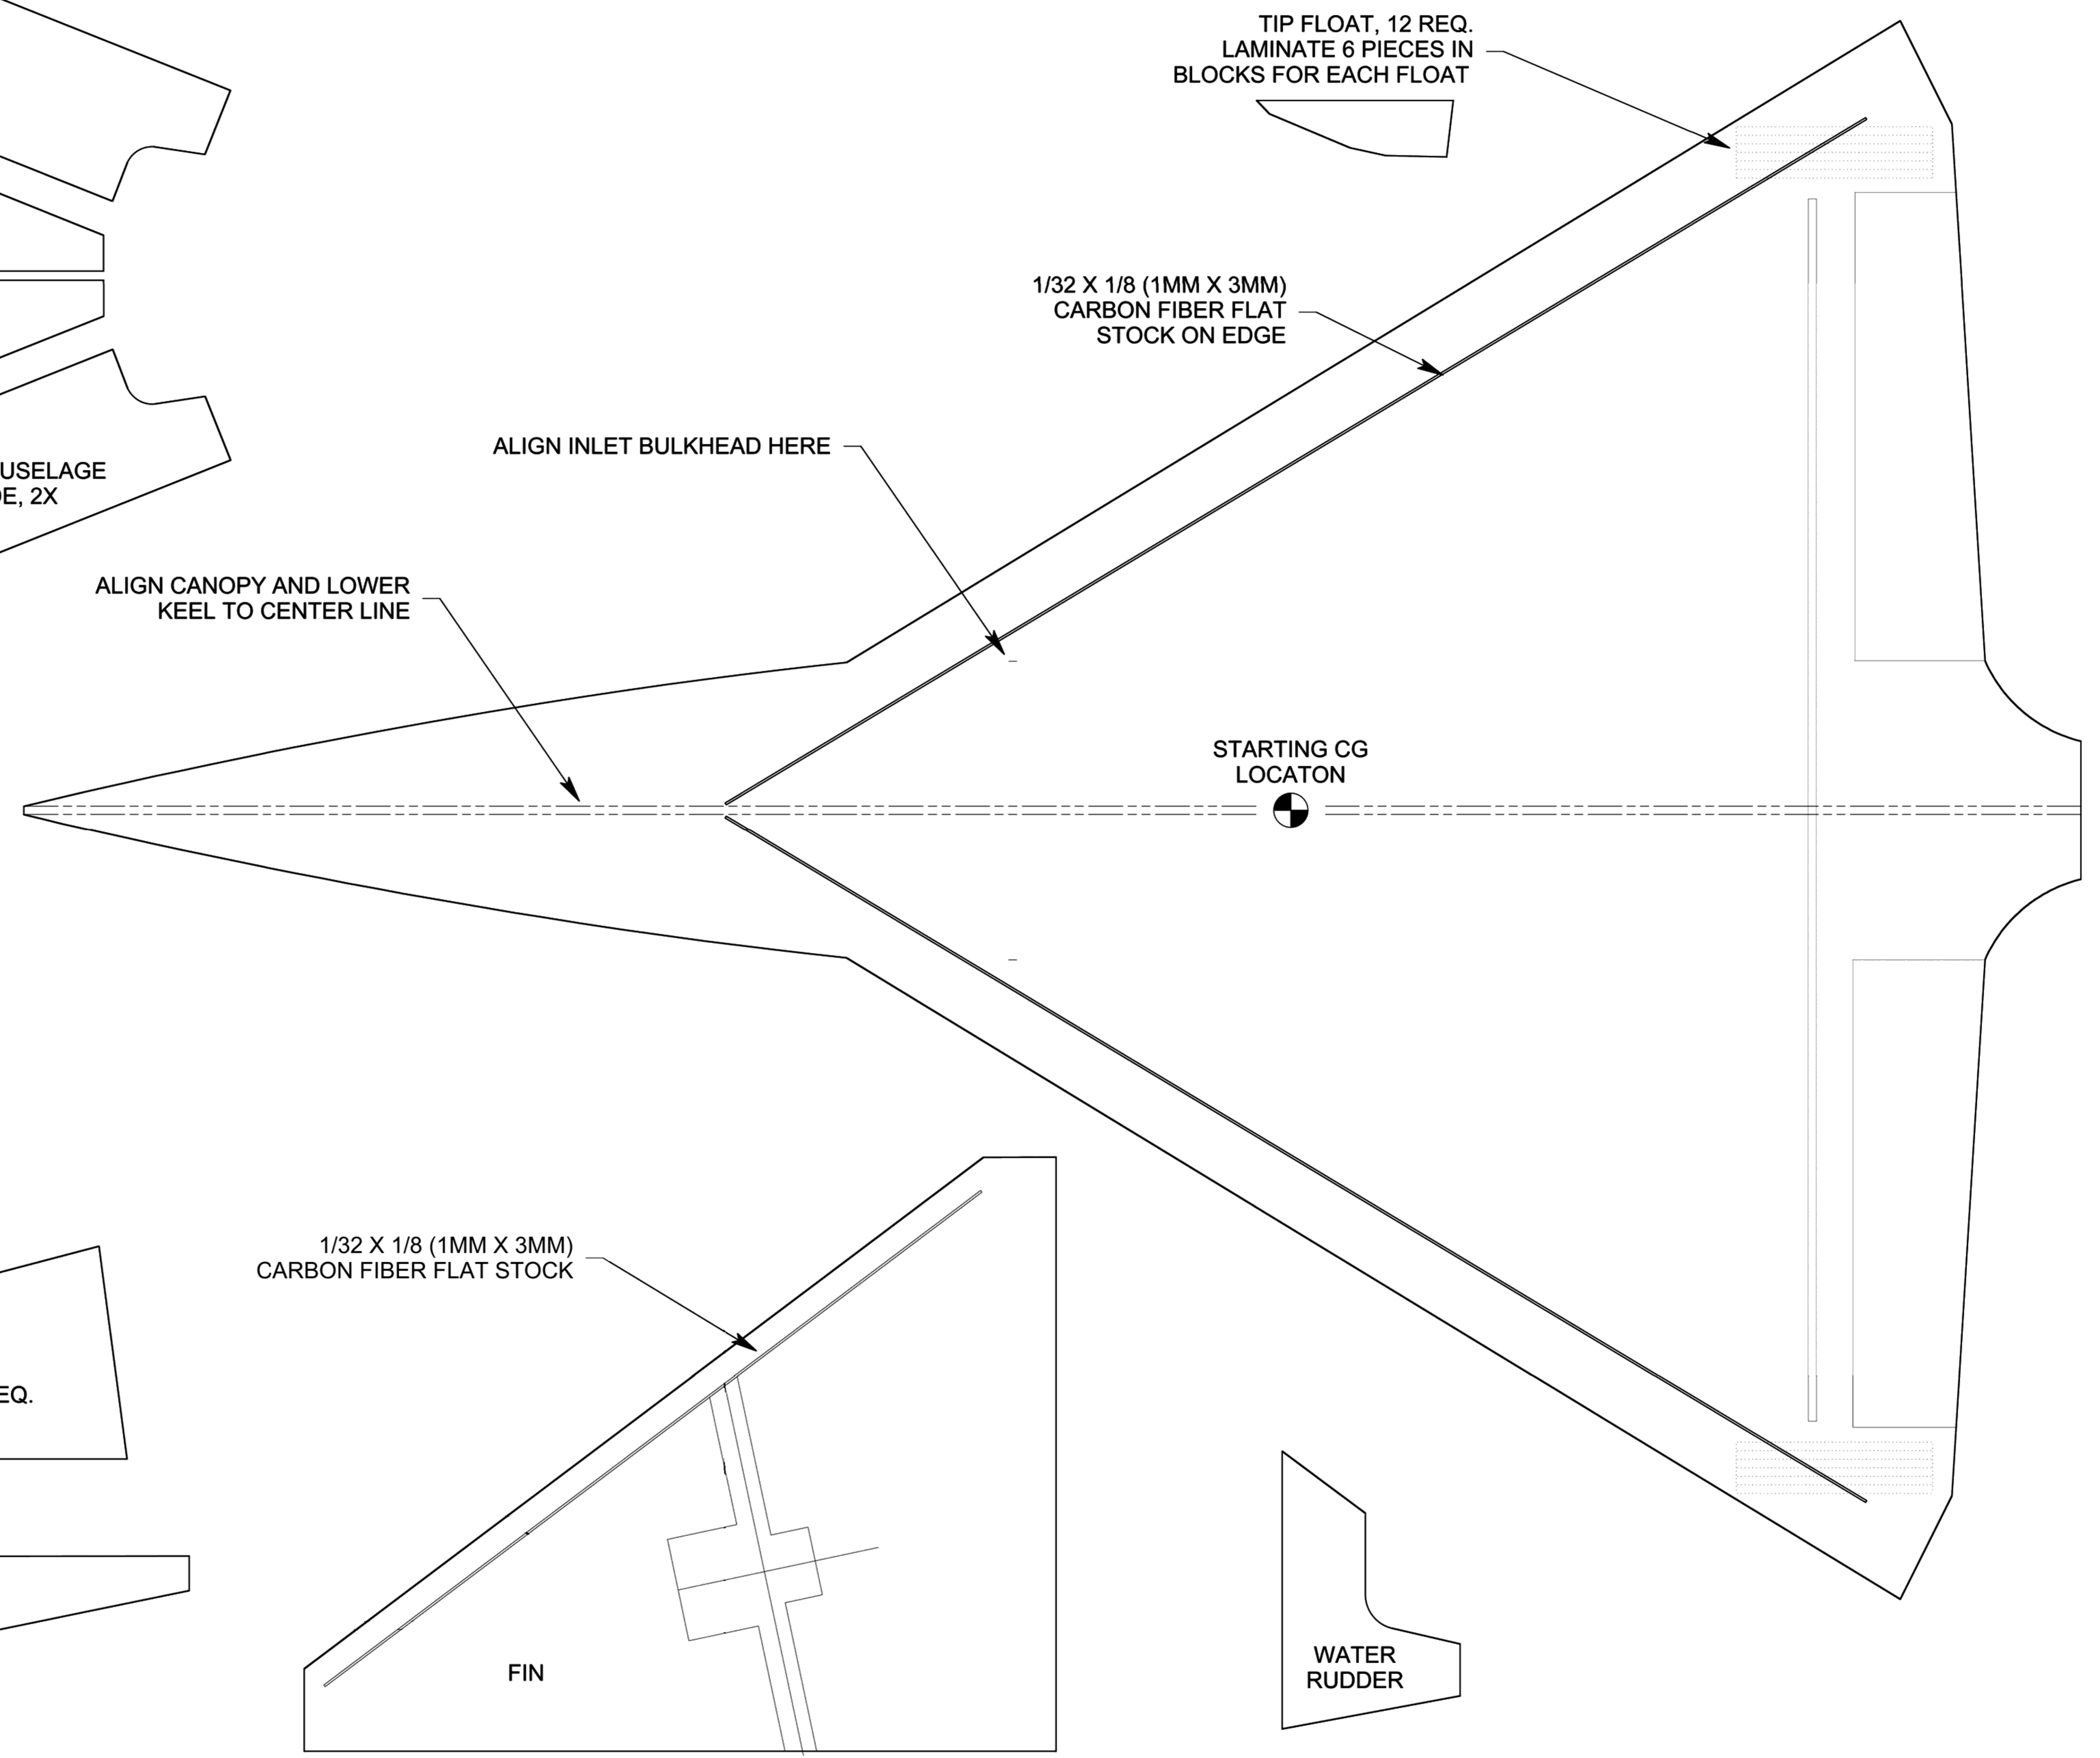 TIP FLOAT, 12 REQ.
LAMINATE 6 PIECES IN
BLOCKS FOR EACH FLOAT
1/32 X 1/8 (1MM X 3MM)
CARBON FIBER FLAT
STOCK ON EDGE
ALIGN INLET BULKHEAD HERE
USELAGE
E, 2X
ALIGN CANOPY AND LOWER
KEEL TO CENTER LINE
STARTING CG
LOCATON
1/32 X 1/8 (1MM X 3MM)
CARBON FIBER FLAT STOCK
EQ.
FIN
WATER
RUDDER